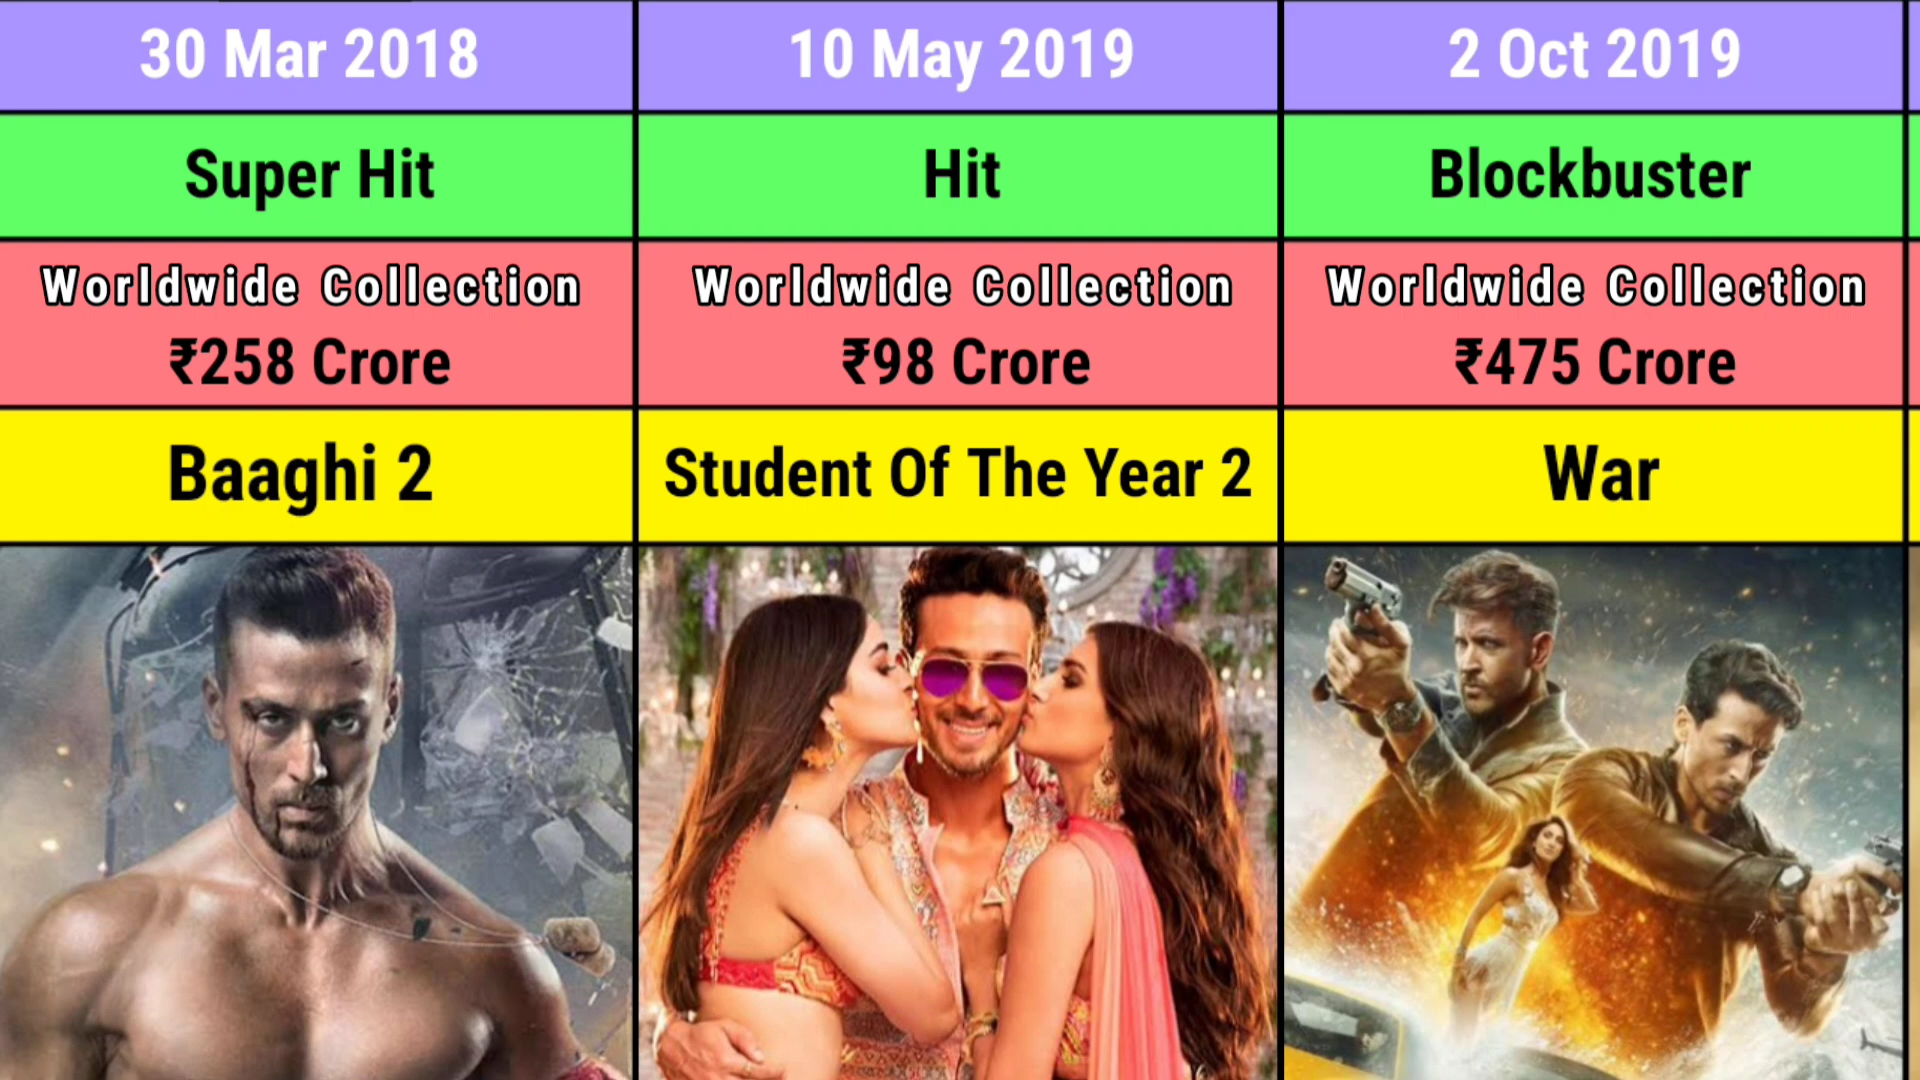 30 Mar 2018
Super Hit
Worldwide Collection
₹258 Crore
Baaghi 2
10 May 2019
Hit
Worldwide Collection
₹98 Crore
Student Of The Year 2
2 Oct 2019
Blockbuster
Worldwide Collection
₹475 Crore
War